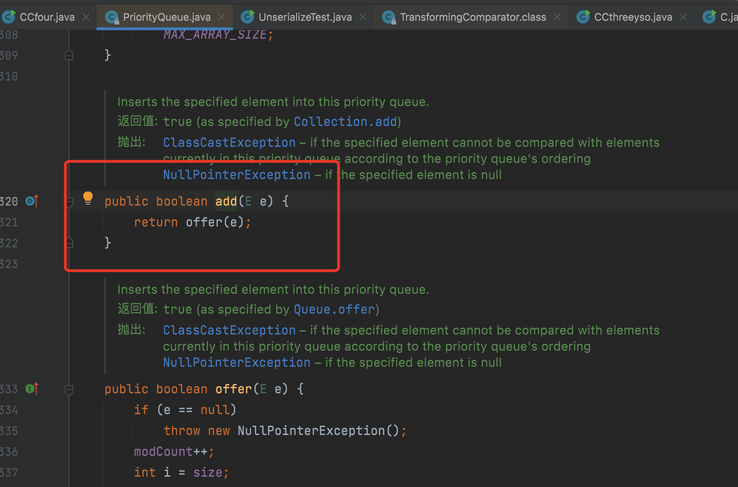 CCfour.java PriorityQueue.java UnserializeTest.java TransformingComparator.class CCthreeyso.java C.ja
308 MAX_ARRAY_SIZE;
309 }
310
Inserts the specified element into this priority queue.
返回值: true (as specified by Collection.add)
抛出: ClassCastException – if the specified element cannot be compared with elements
currently in this priority queue according to the priority queue's ordering
NullPointerException – if the specified element is null
320 public boolean add(E e) {
321 return offer(e);
322 }
323
Inserts the specified element into this priority queue.
返回值: true (as specified by Queue.offer)
抛出: ClassCastException – if the specified element cannot be compared with elements
currently in this priority queue according to the priority queue's ordering
NullPointerException – if the specified element is null
333 public boolean offer(E e) {
334 if (e == null)
335 throw new NullPointerException();
336 modCount++;
337 int i = size;